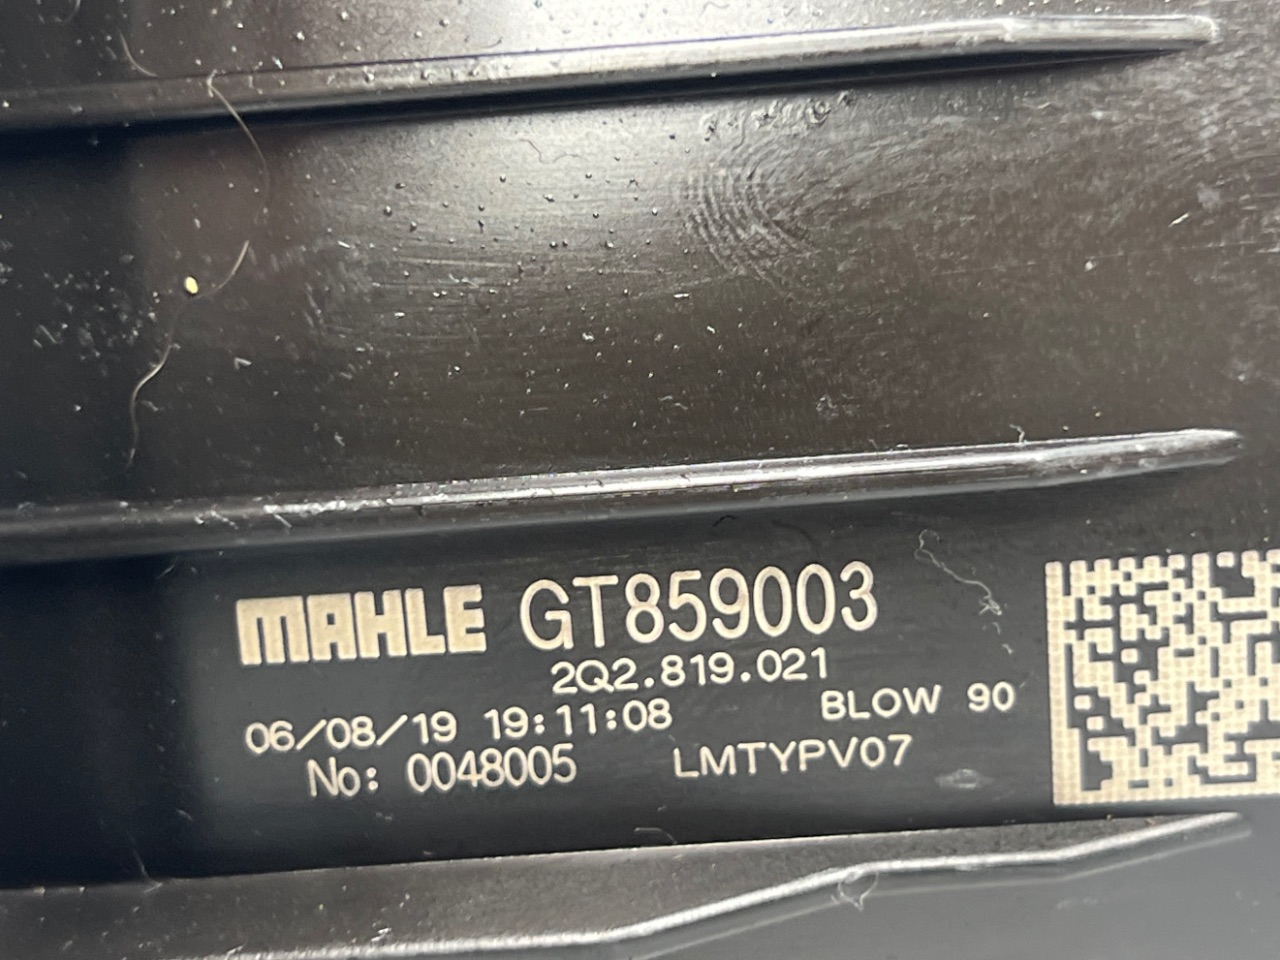 MAHLE GT859003
2Q2.819.021
06/08/19 19:11:08 BLOW 90
No: 0048005 LMTYPV07